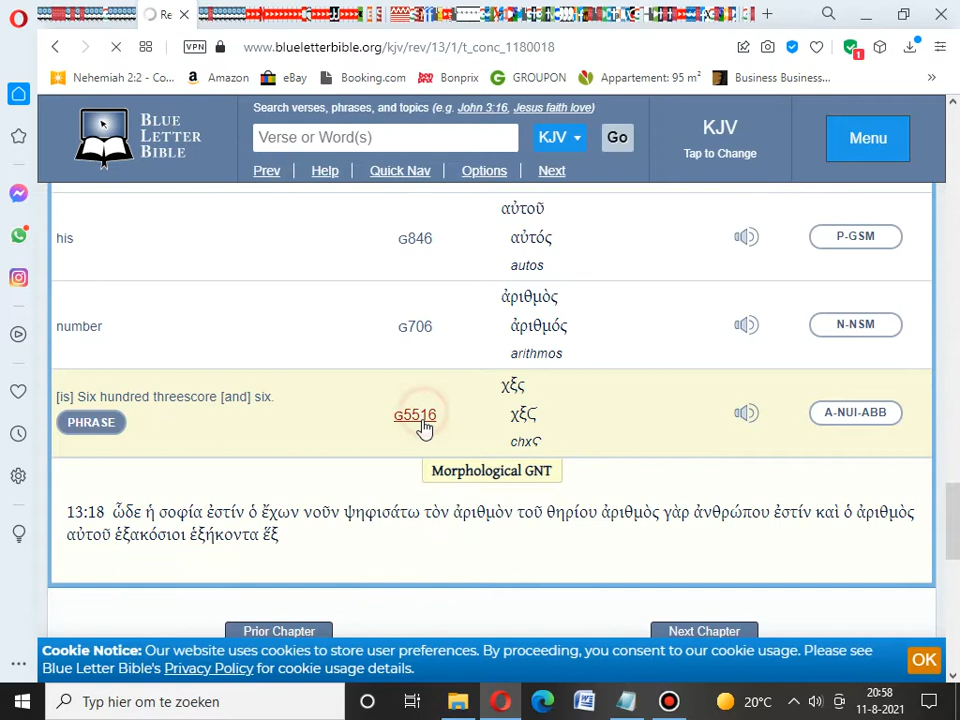 Re
VPN
www.blueletterbible.org/kjv/rev/13/1/t_conc_1180018
1
Nehemiah 2:2 - Co...
Amazon
eBay
Booking.com
Bonprix
GROUPON
Appartement: 95 m²
Business Business...
»
BLUE
LETTER
BIBLE
Search verses, phrases, and topics (e.g. John 3:16, Jesus faith love)
Verse or Word(s)
KJV
Go
Prev
Help
Quick Nav
Options
Next
KJV
Tap to Change
Menu
αὐτοῦ
his
G846
αὐτός
P-GSM
autos
ἀριθμὸς
number
G706
ἀριθμός
N-NSM
arithmos
χξς
[is] Six hundred threescore [and] six.
G5516
χξϚ
A-NUI-ABB
PHRASE
chxϚ
Morphological GNT
13:18 ὧδε ἡ σοφία ἐστίν ὁ ἔχων νοῦν ψηφισάτω τὸν ἀριθμὸν τοῦ θηρίου ἀριθμὸς γὰρ ἀνθρώπου ἐστίν καὶ ὁ ἀριθμὸς
αὐτοῦ ἑξακόσιοι ἑξήκοντα ἕξ
Prior Chapter
Next Chapter
Cookie Notice: Our website uses cookies to store user preferences. By proceeding, you consent to our cookie usage. Please see
Blue Letter Bible's Privacy Policy for cookie usage details.
OK
Typ hier om te zoeken
20°C
20:58
11-8-2021